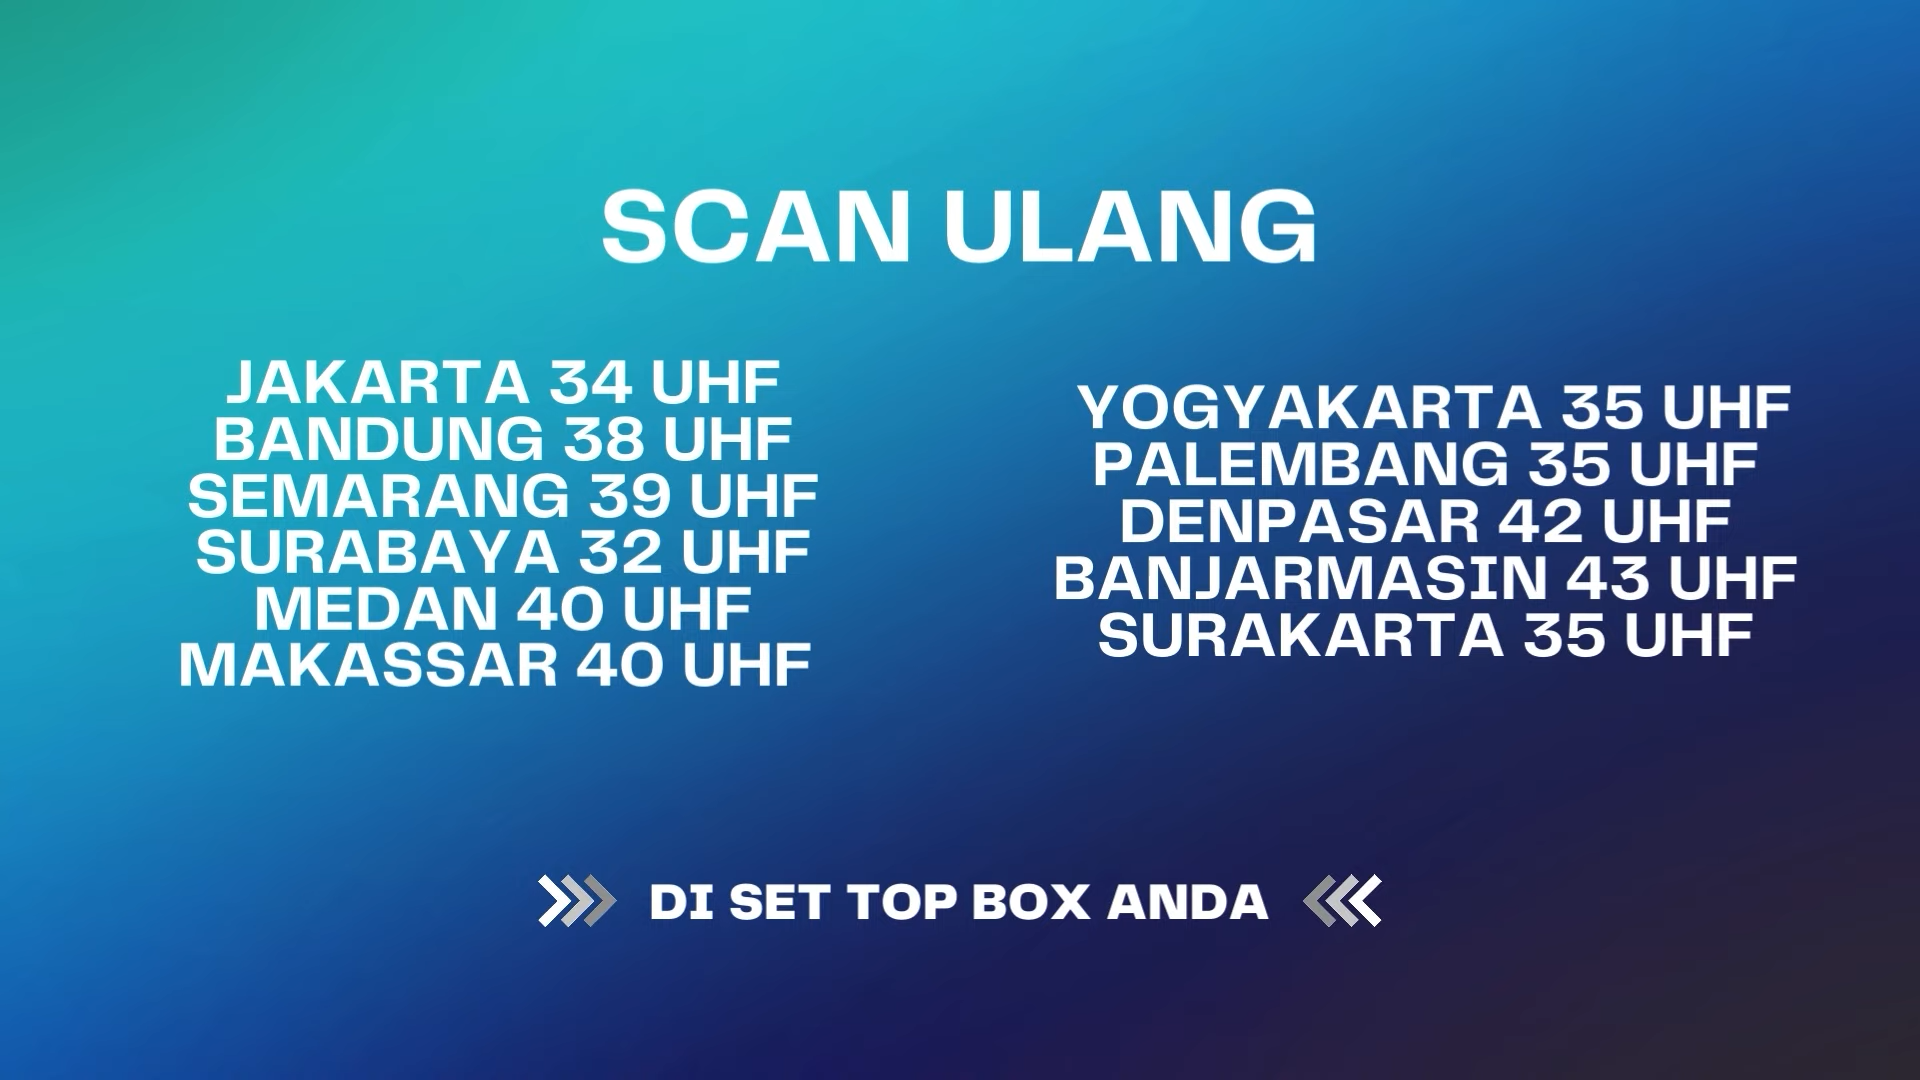 SCAN ULANG
JAKARTA 34 UHF
BANDUNG 38 UHF
SEMARANG 39 UHF
SURABAYA 32 UHF
MEDAN 40 UHF
MAKASSAR 40 UHF
YOGYAKARTA 35 UHF
PALEMBANG 35 UHF
DENPASAR 42 UHF
BANJARMASIN 43 UHF
SURAKARTA 35 UHF
DI SET TOP BOX ANDA